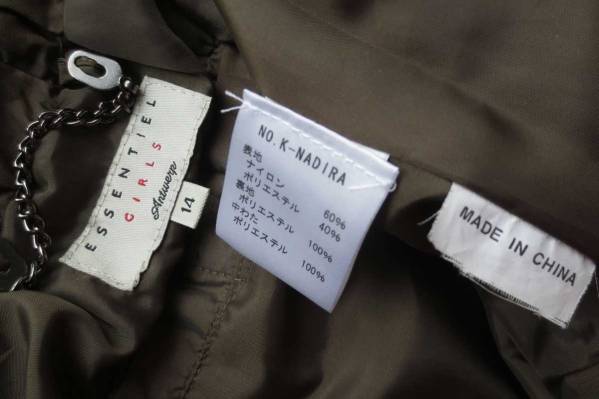 ESSENTIEL
GIRLS
Antwerp
14
NO. K-NADIRA
表地
ナイロン 60%
ポリエステル 40%
裏地
ポリエステル 100%
中わた
ポリエステル 100%
MADE IN CHINA